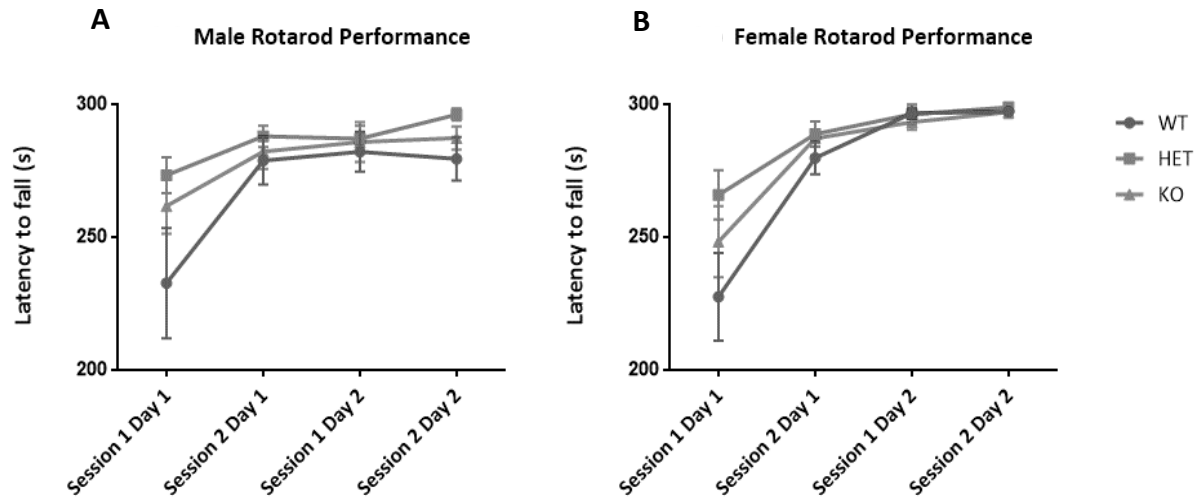 A
Male Rotarod Performance
Latency to fall (s)
300
250
200
Session 1 Day 1
Session 2 Day 1
Session 1 Day 2
Session 2 Day 2
B
Female Rotarod Performance
Latency to fall (s)
300
250
200
Session 1 Day 1
Session 2 Day 1
Session 1 Day 2
Session 2 Day 2
WT
HET
KO